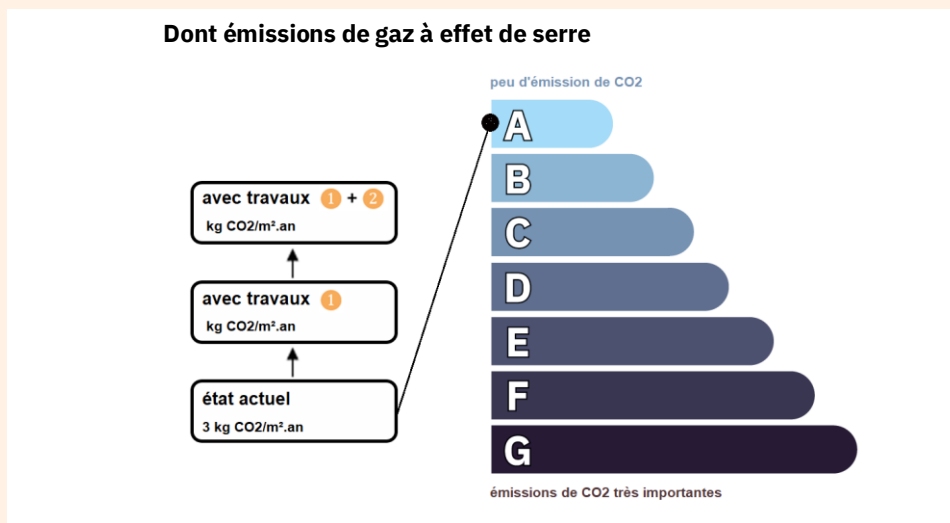 Dont émissions de gaz à effet de serre
peu d'émission de CO2
A
B
C
D
E
F
G
émissions de CO2 très importantes
avec travaux 1 + 2
kg CO2/m².an
avec travaux 1
kg CO2/m².an
état actuel
3 kg CO2/m².an